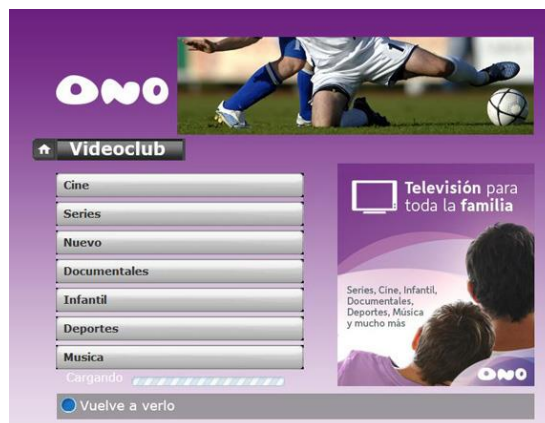 ONO
Videoclub
Cine
Series
Nuevo
Documentales
Infantil
Deportes
Musica
Cargando
Vuelve a verlo
Televisión para
toda la familia
Series, Cine, Infantil,
Documentales,
Deportes, Música
y mucho más
ONO